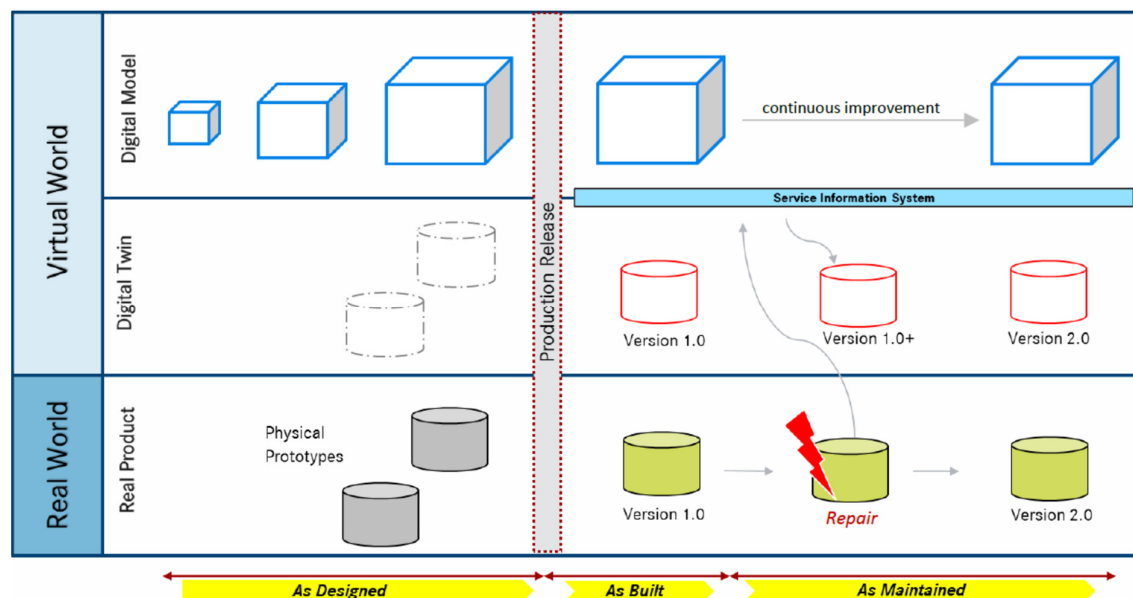 Virtual World
Digital Model
continuous improvement
Service Information System
Digital Twin
Version 1.0
Version 1.0+
Version 2.0
Production Release
Real World
Real Product
Physical
Prototypes
Version 1.0
Repair
Version 2.0
As Designed
As Built
As Maintained